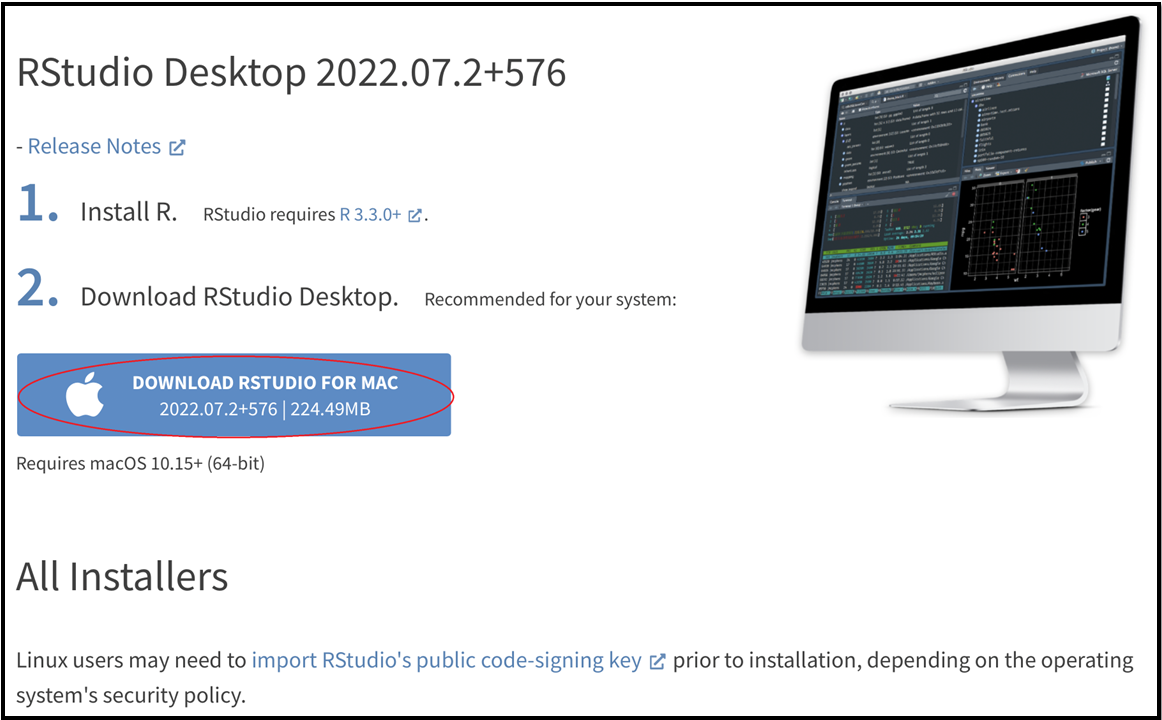 RStudio Desktop 2022.07.2+576
- Release Notes
1. Install R. RStudio requires R 3.3.0+.
2. Download RStudio Desktop. Recommended for your system:
DOWNLOAD RSTUDIO FOR MAC
2022.07.2+576 | 224.49MB
Requires macOS 10.15+ (64-bit)
All Installers
Linux users may need to import RStudio's public code-signing key prior to installation, depending on the operating
system's security policy.